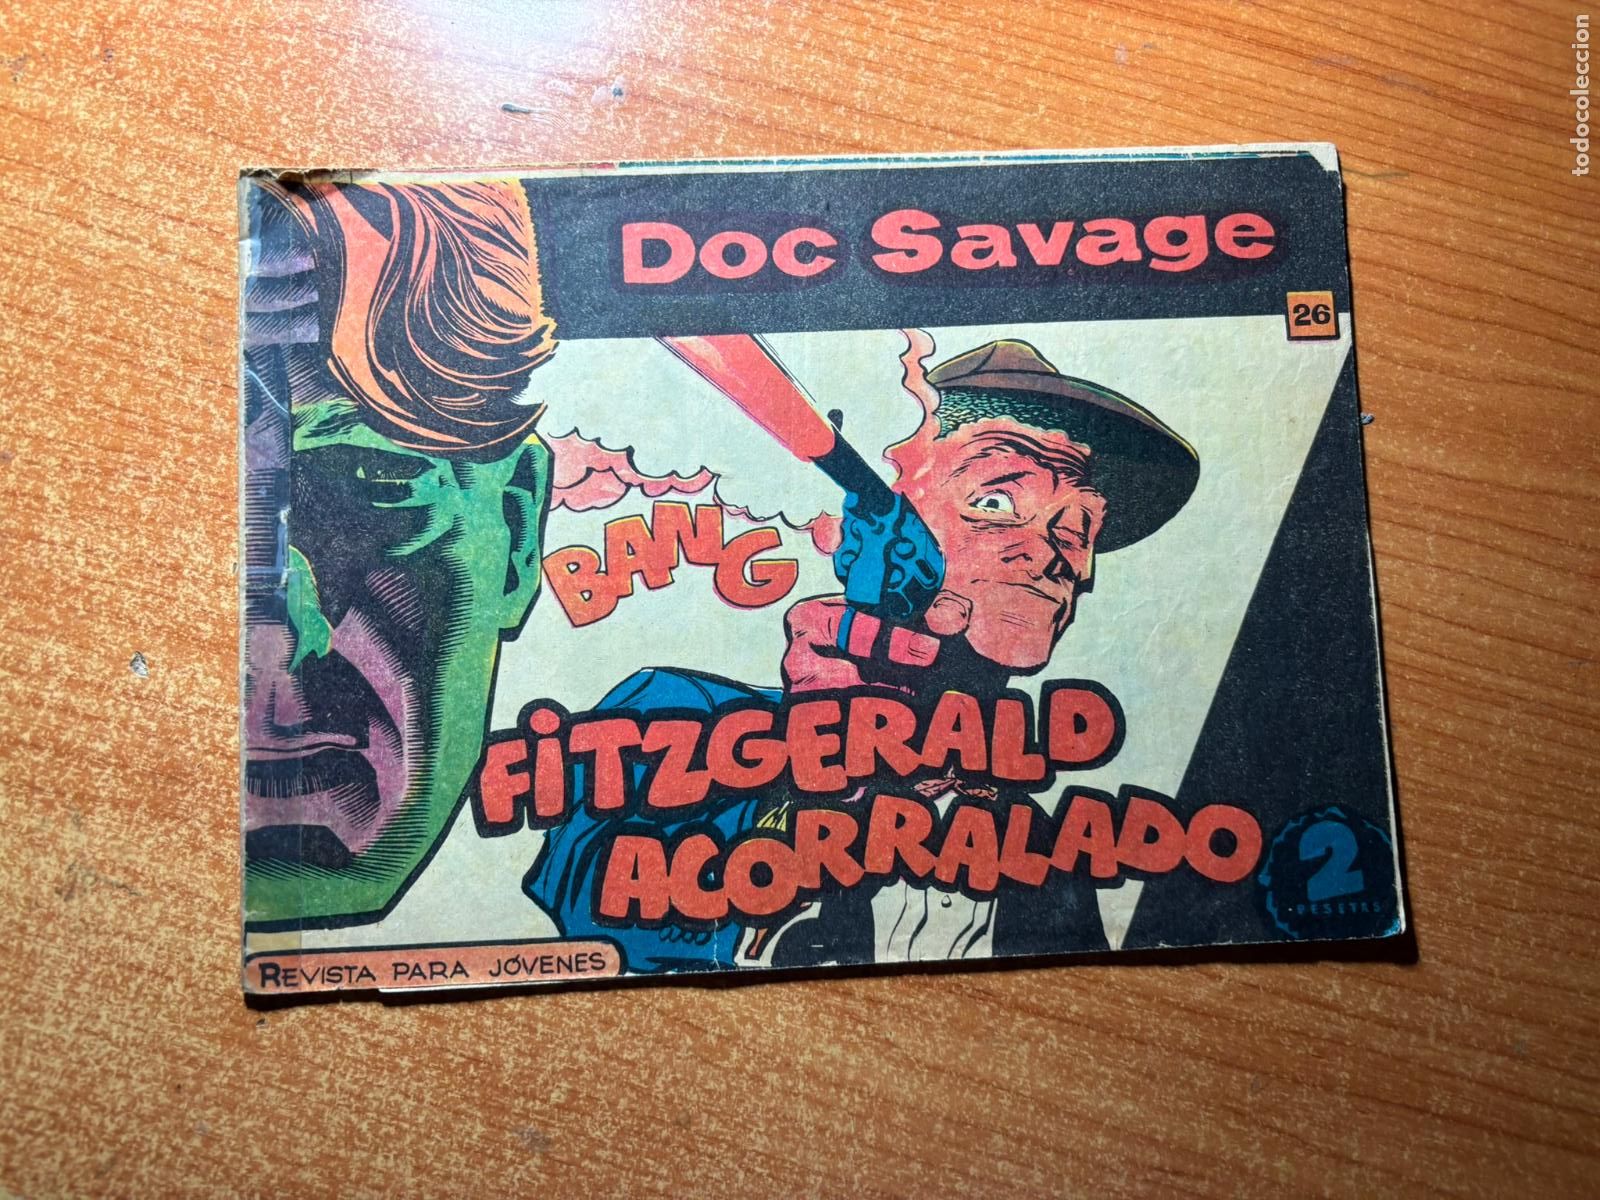 Doc Savage
26
BANG
FiTZGERALD
ACORRALADO
2
PESETAS
REVISTA PARA JÓVENES
todocoleccion